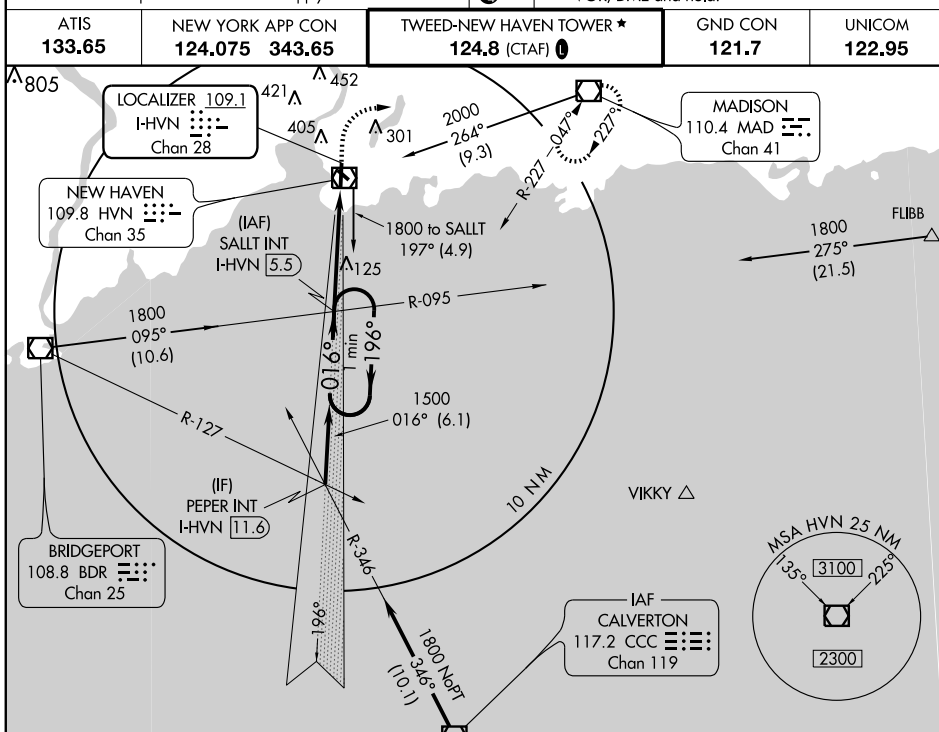 ATIS
133.65
NEW YORK APP CON
124.075 343.65
TWEED-NEW HAVEN TOWER ★
124.8 (CTAF) L
GND CON
121.7
UNICOM
122.95
VOR/DME and hold.
805
452
421
405
301
LOCALIZER 109.1
I-HVN
Chan 28
2000
264°
(9.3)
047°
227°
R-227
MADISON
110.4 MAD
Chan 41
NEW HAVEN
109.8 HVN
Chan 35
1800 to SALLT
197° (4.9)
(IAF)
SALLT INT
I-HVN 5.5
125
FLIBB
1800
275°
(21.5)
R-095
1800
095°
(10.6)
016°
1 min
196°
1500
016° (6.1)
R-127
(IF)
PEPER INT
I-HVN 11.6
10 NM
VIKKY
R-346
BRIDGEPORT
108.8 BDR
Chan 25
196°
1800 NoPT
346°
(10.1)
IAF
CALVERTON
117.2 CCC
Chan 119
MSA HVN 25 NM
135°
3100
225°
2300